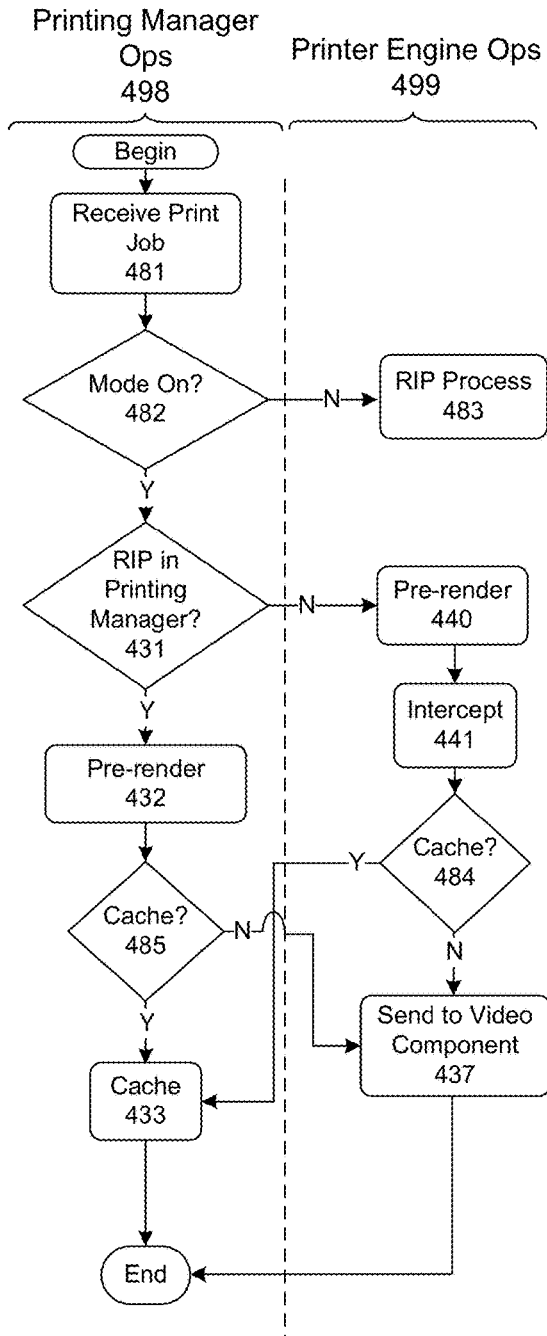 Printing Manager
Ops
498
Printer Engine Ops
499
Begin
Receive Print
Job
481
Mode On?
482
N
RIP Process
483
Y
RIP in
Printing
Manager?
431
N
Pre-render
440
Y
Intercept
441
Pre-render
432
Cache?
484
Y
N
Cache?
485
N
Y
Send to Video
Component
437
Cache
433
End